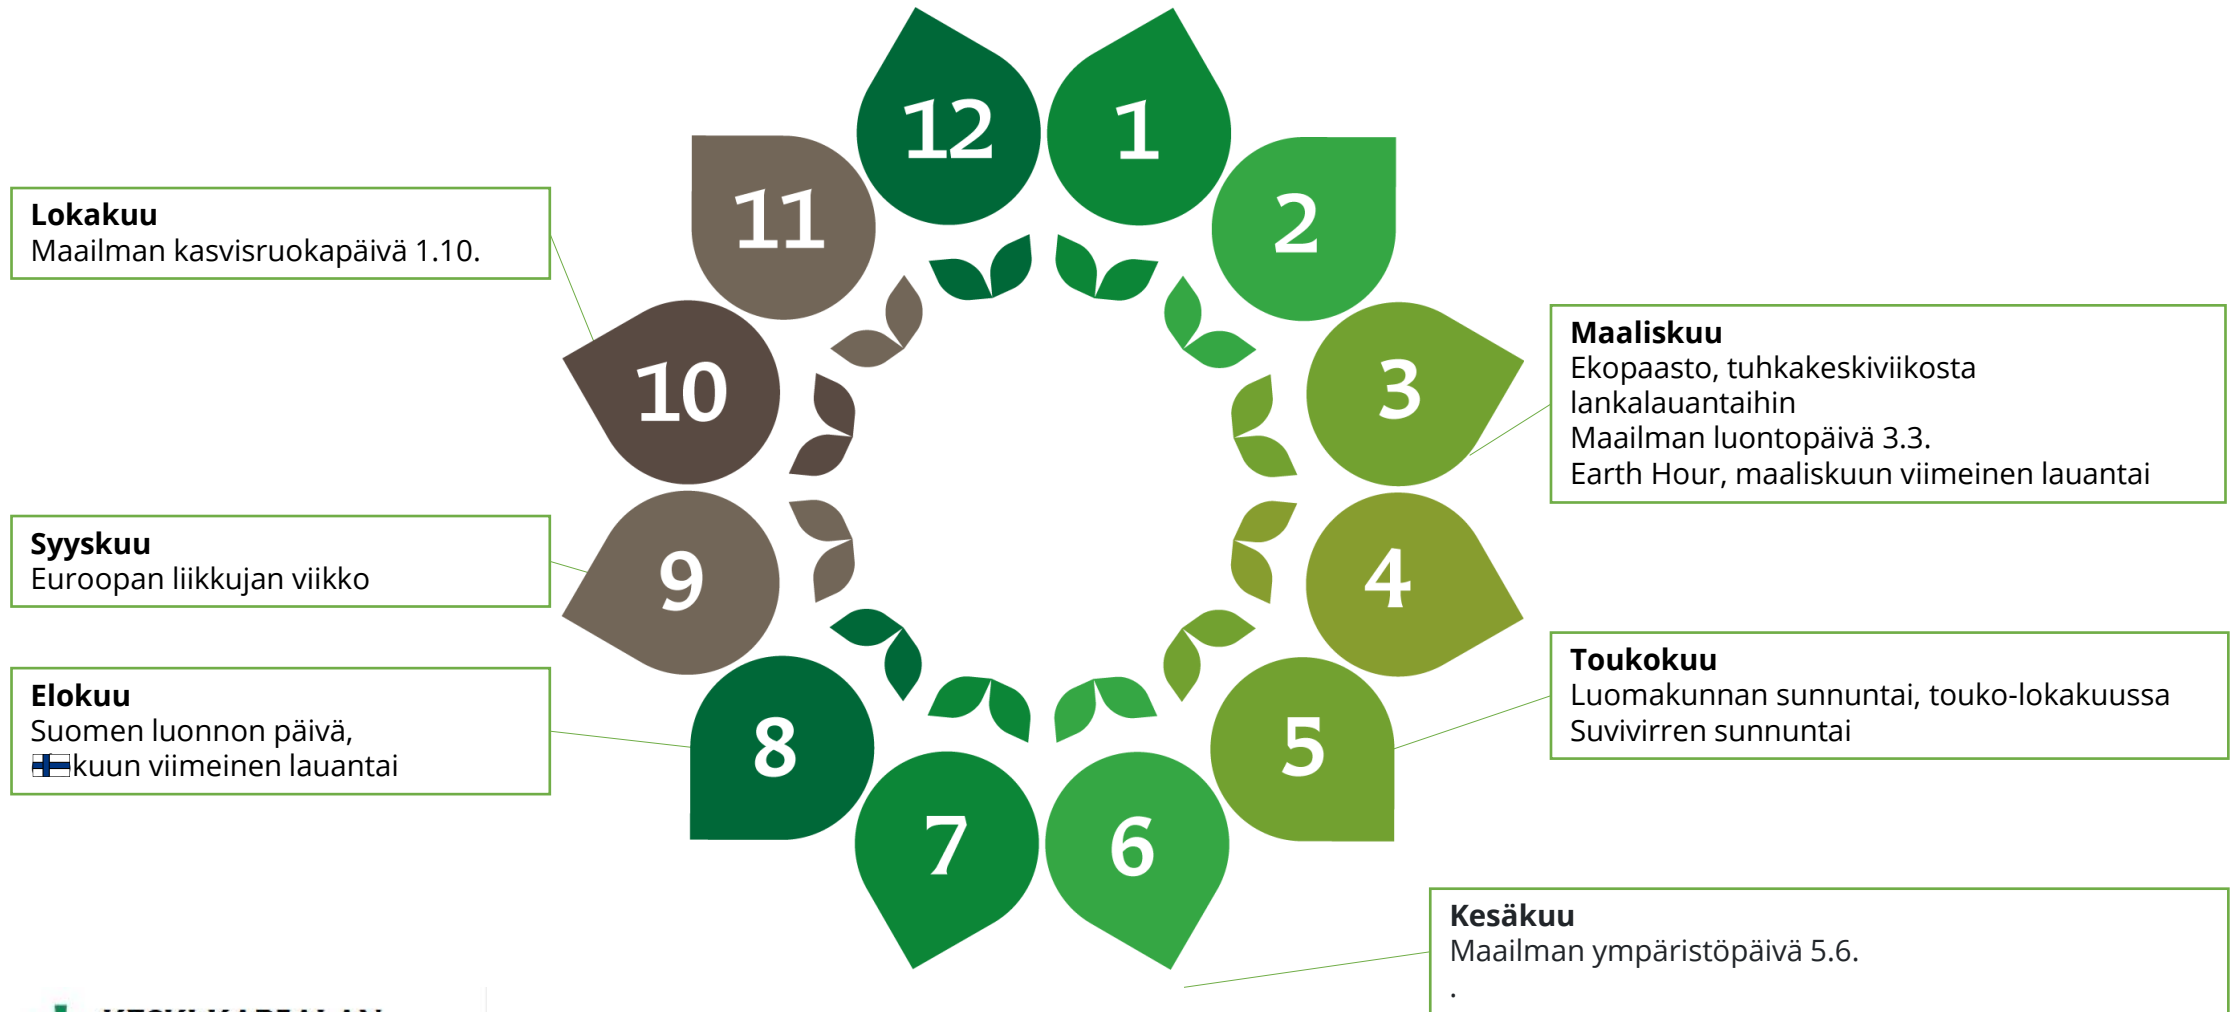 12
1
11
2
Lokakuu
Maailman kasvisruokapäivä 1.10.
10
3
Maaliskuu
Ekopaasto, tuhkakeskiviikosta
lankalauantaihin
Maailman luontopäivä 3.3.
Earth Hour, maaliskuun viimeinen lauantai
Syyskuu
Euroopan liikkujan viikko
9
4
Elokuu
Suomen luonnon päivä,
kuun viimeinen lauantai
8
5
Toukokuu
Luomakunnan sunnuntai, touko-lokakuussa
Suvivirren sunnuntai
7
6
Kesäkuu
Maailman ympäristöpäivä 5.6.
.